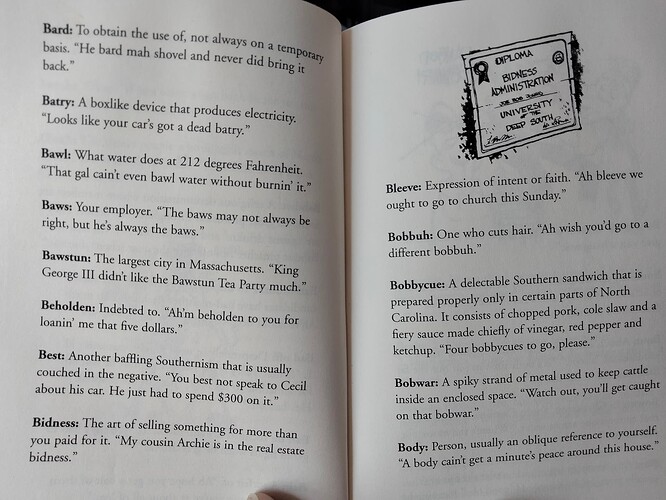 Bard: To obtain the use of, not always on a temporary
basis. “He bard mah shovel and never did bring it
back.”
Batry: A boxlike device that produces electricity.
“Looks like your car’s got a dead batry.”
Bawl: What water does at 212 degrees Fahrenheit.
“That gal cain’t even bawl water without burnin’ it.”
Baws: Your employer. “The baws may not always be
right, but he’s always the baws.”
Bawstun: The largest city in Massachusetts. “King
George III didn’t like the Bawstun Tea Party much.”
Beholden: Indebted to. “Ah’m beholden to you for
loanin’ me that five dollars.”
Best: Another baffling Southernism that is usually
couched in the negative. “You best not speak to Cecil
about his car. He just had to spend $300 on it.”
Bidness: The art of selling something for more than
you paid for it. “My cousin Archie is in the real estate
bidness.”
DIPLOMA
BIDNESS
ADMINISTRATION
JOE BOB JONES
UNIVERSITY
OF THE
DEEP SOUTH
Bleeve: Expression of intent or faith. “Ah bleeve we
ought to go to church this Sunday.”
Bobbuh: One who cuts hair. “Ah wish you’d go to a
different bobbuh.”
Bobbycue: A delectable Southern sandwich that is
prepared properly only in certain parts of North
Carolina. It consists of chopped pork, cole slaw and a
fiery sauce made chiefly of vinegar, red pepper and
ketchup. “Four bobbycues to go, please.”
Bobwar: A spiky strand of metal used to keep cattle
inside an enclosed space. “Watch out, you’ll get caught
on that bobwar.”
Body: Person, usually an oblique reference to yourself.
“A body cain’t get a minute’s peace around this house.”